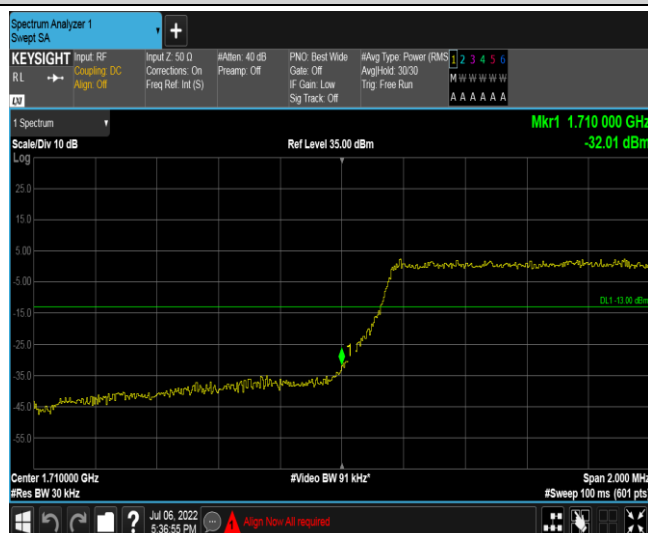 Spectrum Analyzer 1
Swept SA
+
KEYSIGHT
RL
LXI
Input: RF
Coupling: DC
Align: Off
Input Z: 50 Ω
Corrections: On
Freq Ref: Int (S)
#Atten: 40 dB
Preamp: Off
PNO: Best Wide
Gate: Off
IF Gain: Low
Sig Track: Off
#Avg Type: Power (RMS
Avg|Hold: 30/30
Trig: Free Run
1 2 3 4 5 6
M W W W W W
A A A A A A
1 Spectrum
Mkr1 1.710 000 GHz
Scale/Div 10 dB
Ref Level 35.00 dBm
-32.01 dBm
Log
25.0
15.0
5.00
-5.00
DL1 -13.00 dBm
-15.0
-25.0
1
-35.0
-45.0
-55.0
Center 1.710000 GHz
#Video BW 91 kHz*
Span 2.000 MHz
#Res BW 30 kHz
#Sweep 100 ms (601 pts)
?
Jul 06, 2022
5:36:55 PM
1
Align Now All required